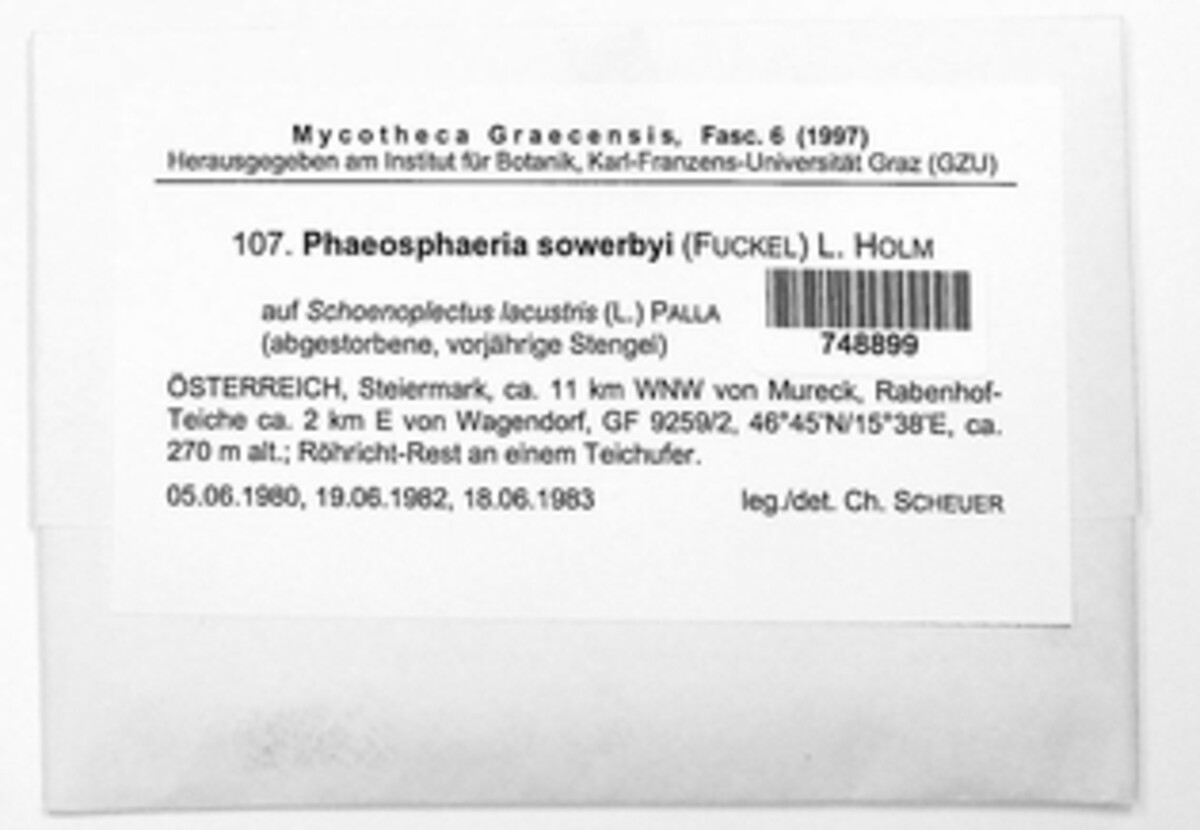 Mycotheca Graecensis, Fasc. 6 (1997)
Herausgegeben am Institut für Botanik, Karl-Franzens-Universität Graz (GZU)
107. Phaeosphaeria sowerbyi (FUCKEL) L. HOLM
auf Schoenoplectus lacustris (L.) PALLA
(abgestorbene, vorjährige Stengel)
748899
ÖSTERREICH, Steiermark, ca. 11 km WNW von Mureck, Rabenhof-
Teiche ca. 2 km E von Wagendorf, GF 9259/2, 46°45'N/15°38'E, ca.
270 m alt.; Röhricht-Rest an einem Teichufer.
05.06.1980, 19.06.1982, 18.06.1983 leg./det. Ch. SCHEUER